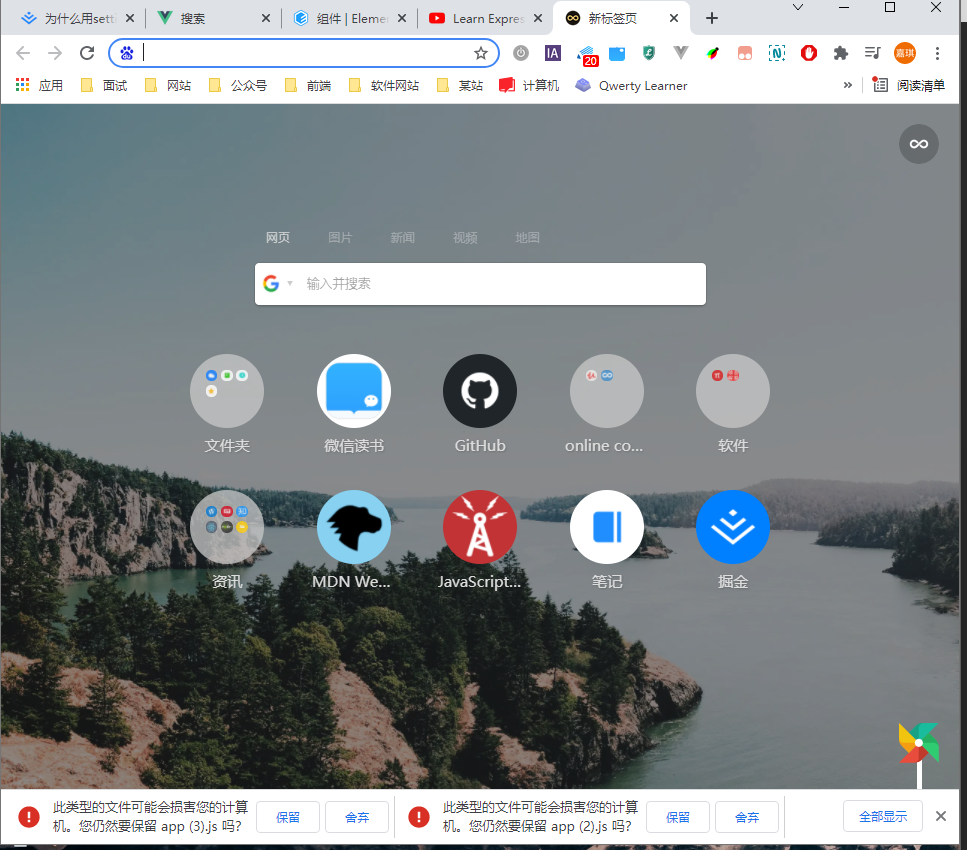 为什么用setti
搜索
组件 | Eleme
Learn Expres
新标签页
IA
20
N
嘉琪
应用
面试
网站
公众号
前端
软件网站
某站
计算机
Qwerty Learner
»
阅读清单
网页
图片
新闻
视频
地图
输入并搜索
文件夹
微信读书
GitHub
online co...
软件
资讯
MDN We...
JavaScript...
笔记
掘金
此类型的文件可能会损害您的计算
机。您仍然要保留 app (3).js 吗?
保留
舍弃
此类型的文件可能会损害您的计算
机。您仍然要保留 app (2).js 吗?
保留
舍弃
全部显示